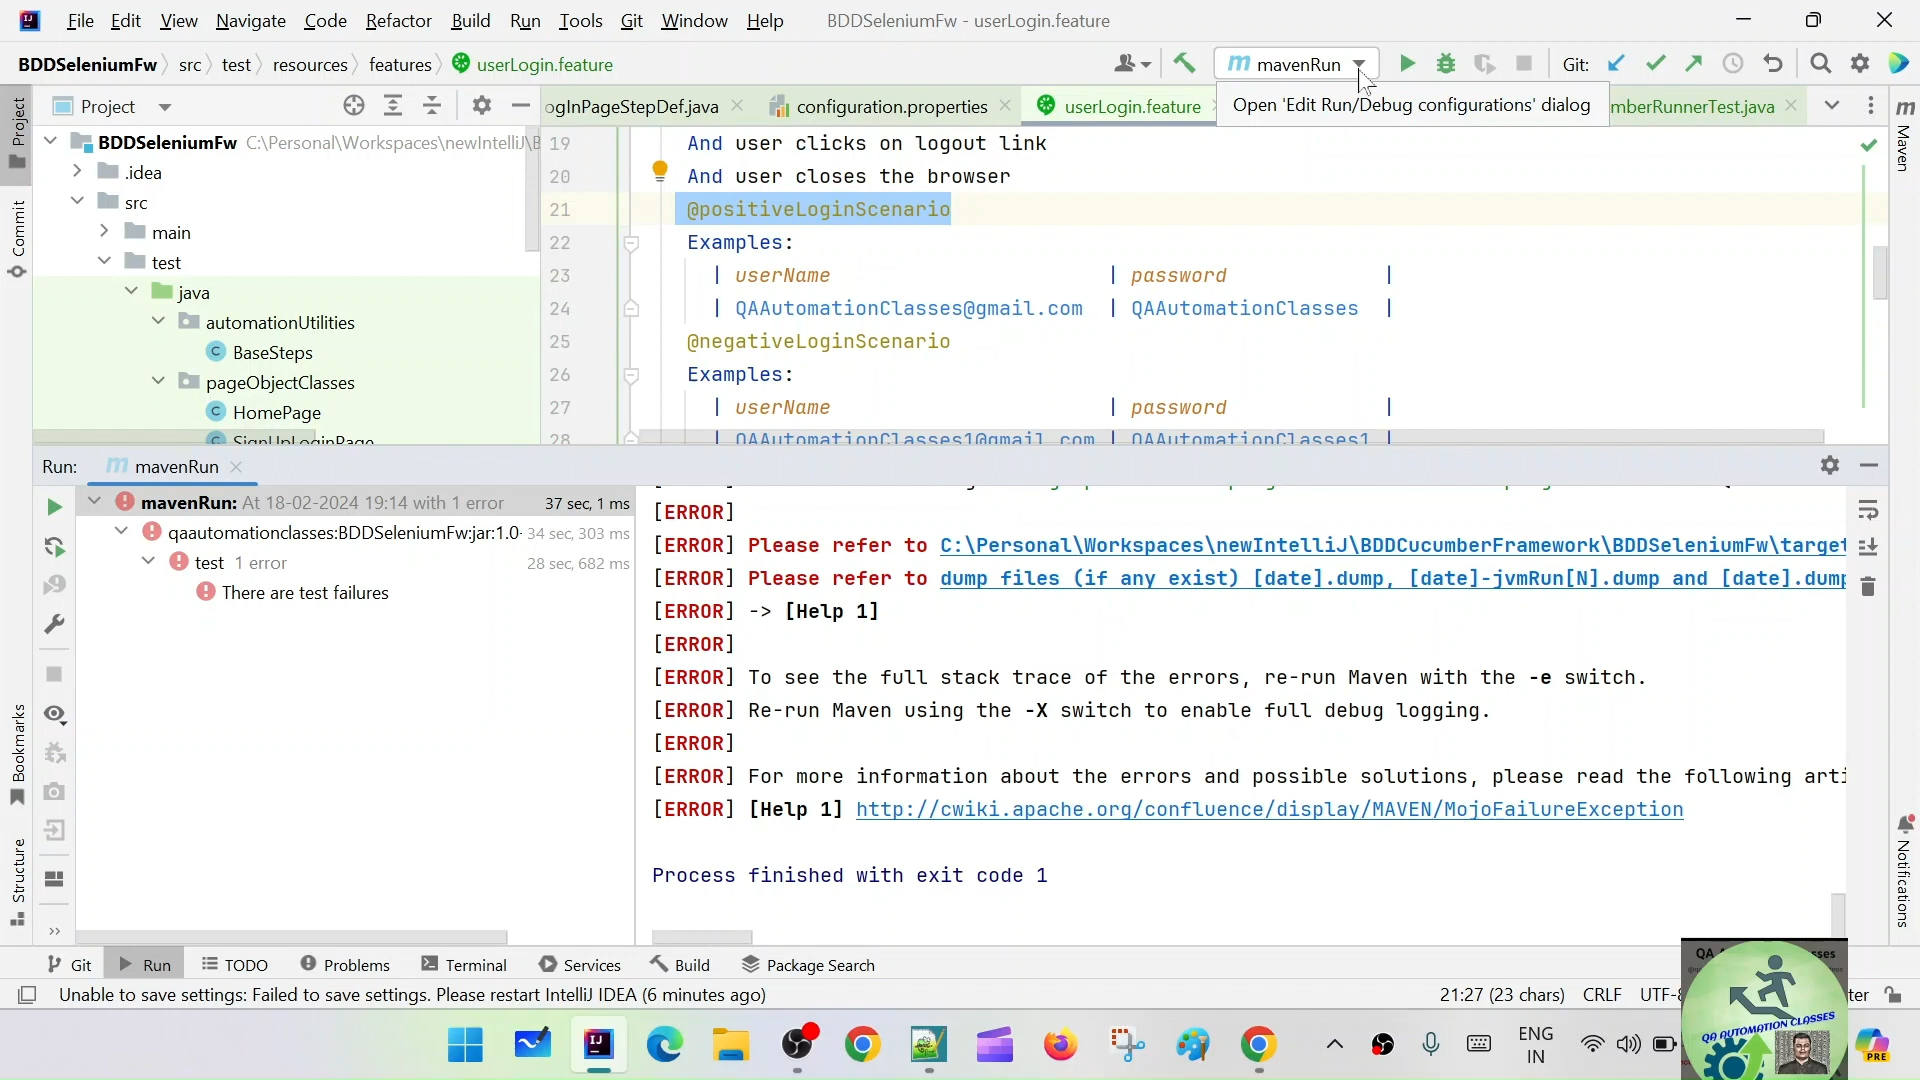 File Edit View Navigate Code Refactor Build Run Tools Git Window Help BDDSeleniumFw - userLogin.feature
BDDSeleniumFw src test resources features userLogin.feature mavenRun Git:
Open 'Edit Run/Debug configurations' dialog
Project ogInPageStepDef.java configuration.properties userLogin.feature mberRunnerTest.java
BDDSeleniumFw C:\Personal\Workspaces\newIntelliJ\B
.idea
src
main
test
java
automationUtilities
BaseSteps
pageObjectClasses
HomePage
SignUpLoginPage
19 And user clicks on logout link
20 And user closes the browser
21 @positiveLoginScenario
22 Examples:
23 | userName | password |
24 | QAAutomationClasses@gmail.com | QAAutomationClasses |
25 @negativeLoginScenario
26 Examples:
27 | userName | password |
28 | QAAutomationClasses1@gmail.com | QAAutomationClasses1 |
Project
Commit
Bookmarks
Structure
Maven
Notifications
Run: mavenRun
mavenRun: At 18-02-2024 19:14 with 1 error 37 sec, 1 ms
qaautomationclasses:BDDSeleniumFw:jar:1.0- 34 sec, 303 ms
test 1 error 28 sec, 682 ms
There are test failures
[ERROR]
[ERROR] Please refer to C:\Personal\Workspaces\newIntelliJ\BDDCucumberFramework\BDDSeleniumFw\target
[ERROR] Please refer to dump files (if any exist) [date].dump, [date]-jvmRun[N].dump and [date].dump
[ERROR] -> [Help 1]
[ERROR]
[ERROR] To see the full stack trace of the errors, re-run Maven with the -e switch.
[ERROR] Re-run Maven using the -X switch to enable full debug logging.
[ERROR]
[ERROR] For more information about the errors and possible solutions, please read the following arti
[ERROR] [Help 1] http://cwiki.apache.org/confluence/display/MAVEN/MojoFailureException
Process finished with exit code 1
Git Run TODO Problems Terminal Services Build Package Search
Unable to save settings: Failed to save settings. Please restart IntelliJ IDEA (6 minutes ago) 21:27 (23 chars) CRLF UTF-8 ter
ENG
IN
PRE
QA AUTOMATION CLASSES